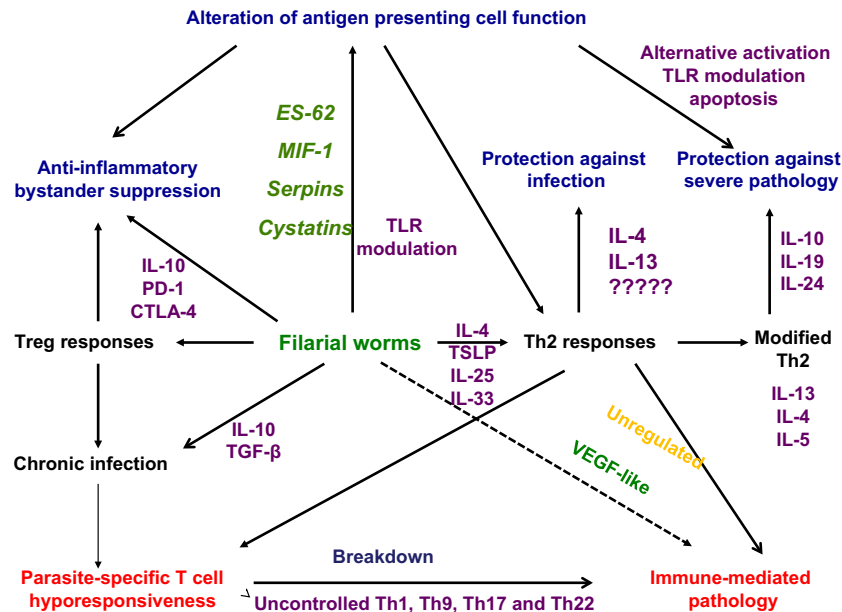 Alteration of antigen presenting cell function
Alternative activation
TLR modulation
apoptosis
ES-62
MIF-1
Serpins
Cystatins
Anti-inflammatory
bystander suppression
Protection against
infection
Protection against
severe pathology
TLR
modulation
IL-4
IL-13
?????
IL-10
IL-19
IL-24
IL-10
PD-1
CTLA-4
Treg responses
Filarial worms
IL-4
TSLP
IL-25
IL-33
Th2 responses
Modified
Th2
IL-13
IL-4
IL-5
IL-10
TGF-β
Unregulated
VEGF-like
Chronic infection
Breakdown
Parasite-specific T cell
hyporesponsiveness
Uncontrolled Th1, Th9, Th17 and Th22
Immune-mediated
pathology